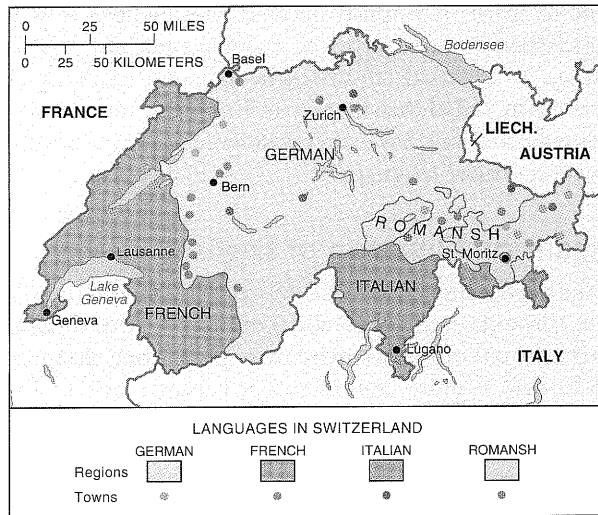 0 25 50 MILES
0 25 50 KILOMETERS
Basel
Bodensee
FRANCE
Zurich
LIECH.
GERMAN
AUSTRIA
Bern
ROMANSH
Lausanne
St. Moritz
Lake
Geneva
ITALIAN
FRENCH
Geneva
Lugano
ITALY
LANGUAGES IN SWITZERLAND
GERMAN FRENCH ITALIAN ROMANSH
Regions
Towns